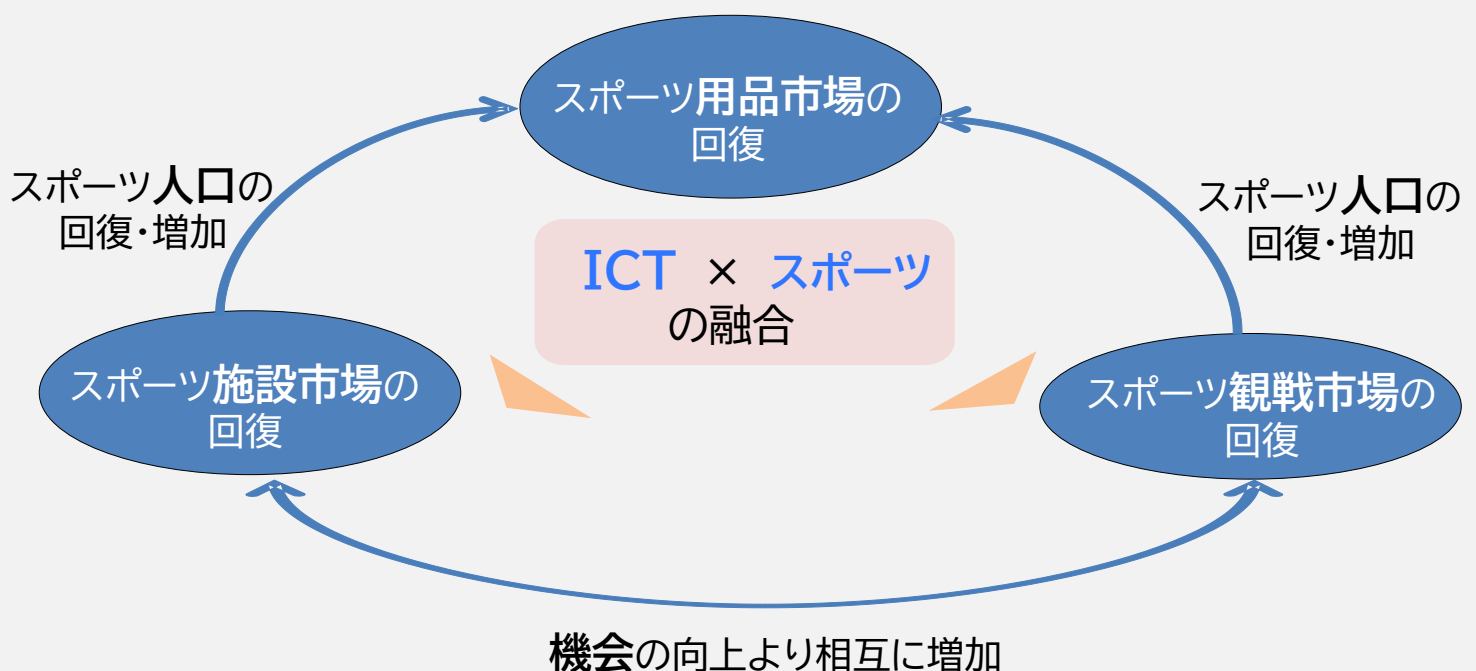 スポーツ用品市場の
回復
スポーツ人口の
回復・増加
スポーツ人口の
回復・増加
ICT × スポーツ
の融合
スポーツ施設市場の
回復
スポーツ観戦市場の
回復
機会の向上より相互に増加